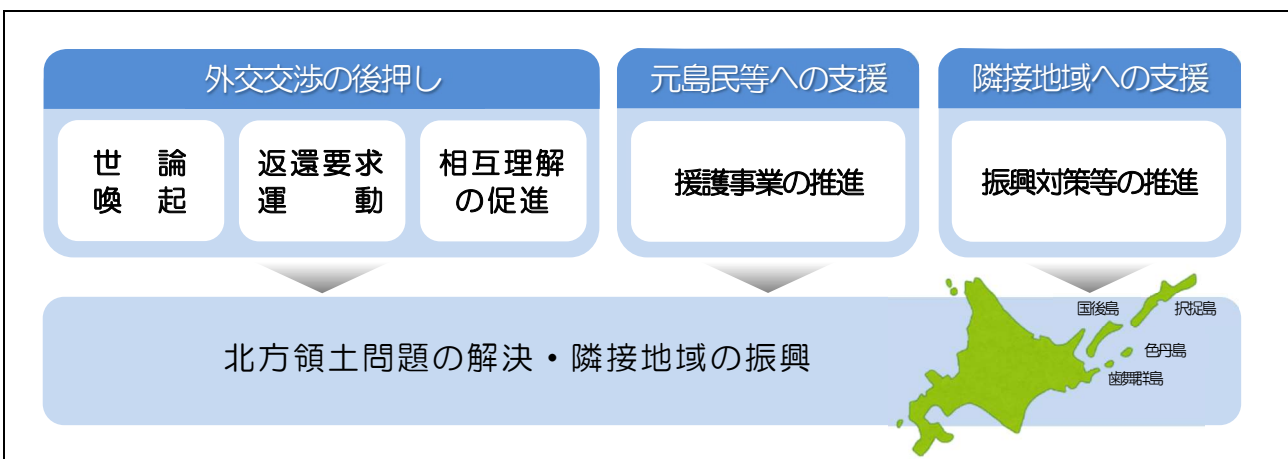 外交交渉の後押し
元島民等への支援
隣接地域への支援
世論
喚起
返還要求
運動
相互理解
の促進
援護事業の推進
振興対策等の推進
北方領土問題の解決・隣接地域の振興
国後島
択捉島
色丹島
歯舞群島